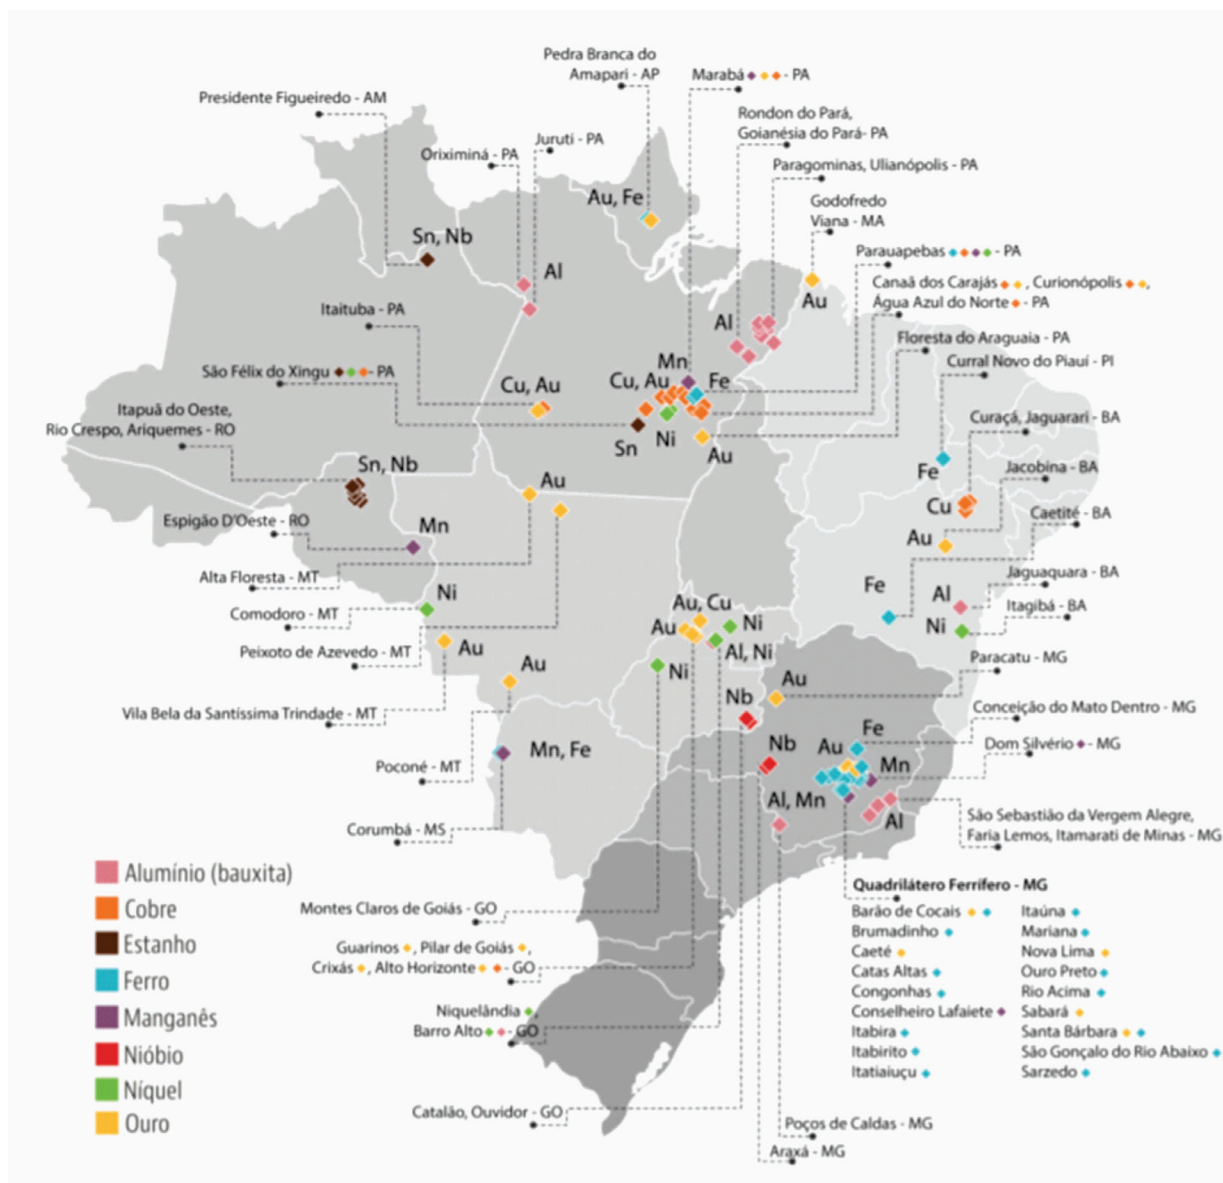 Pedra Branca do
Amapari - AP
Marabá - PA
Presidente Figueiredo - AM
Rondon do Pará,
Goianésia do Pará- PA
Juruti - PA
Oriximiná - PA
Paragominas, Ulianópolis - PA
Au, Fe
Godofredo
Viana - MA
Sn, Nb
Parauapebas - PA
Al
Canaã dos Carajás , Curionópolis ,
Água Azul do Norte - PA
Au
Itaituba - PA
Al
Floresta do Araguaia - PA
Mn
Curral Novo do Piauí - PI
São Félix do Xingu - PA
Cu, Au
Cu, Au
Fe
Itapuã do Oeste,
Rio Crespo, Ariquemes - RO
Curaçá, Jaguarari - BA
Sn
Ni
Au
Sn, Nb
Fe
Jacobina - BA
Au
Cu
Caetité - BA
Espigão D'Oeste - RO
Mn
Au
Alta Floresta - MT
Fe
Jaguaquara - BA
Ni
Al
Comodoro - MT
Au, Cu
Itagibá - BA
Au
Ni
Ni
Peixoto de Azevedo - MT
Au
Al, Ni
Au
Ni
Paracatu - MG
Au
Vila Bela da Santíssima Trindade - MT
Nb
Conceição do Mato Dentro - MG
Fe
Mn, Fe
Nb
Au
Dom Silvério - MG
Poconé - MT
Mn
Al, Mn
Al
São Sebastião da Vergem Alegre,
Faria Lemos, Itamarati de Minas - MG
Corumbá - MS
Alumínio (bauxita)
Cobre
Estanho
Ferro
Manganês
Nióbio
Níquel
Ouro
Montes Claros de Goiás - GO
Guarinos , Pilar de Goiás ,
Crixás , Alto Horizonte - GO
Niquelândia
Barro Alto - GO
Catalão, Ouvidor - GO
Quadrilátero Ferrífero - MG
Barão de Cocais
Brumadinho
Caeté
Catas Altas
Congonhas
Conselheiro Lafaiete
Itabira
Itabirito
Itatiaiuçu
Itaúna
Mariana
Nova Lima
Ouro Preto
Rio Acima
Sabará
Santa Bárbara
São Gonçalo do Rio Abaixo
Sarzedo
Poços de Caldas - MG
Araxá - MG